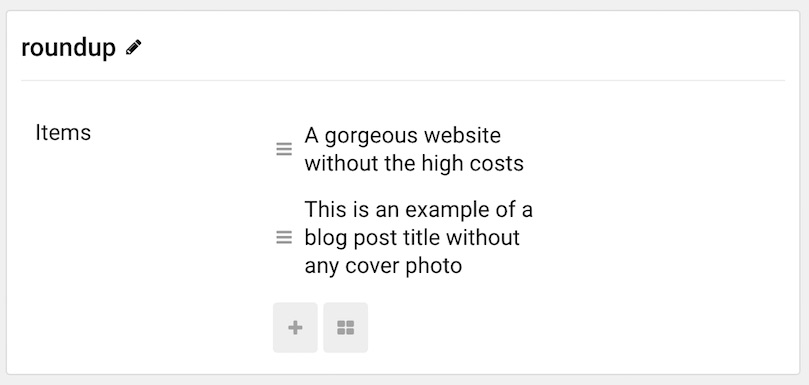 roundup
Items
A gorgeous website
without the high costs
This is an example of a
blog post title without
any cover photo